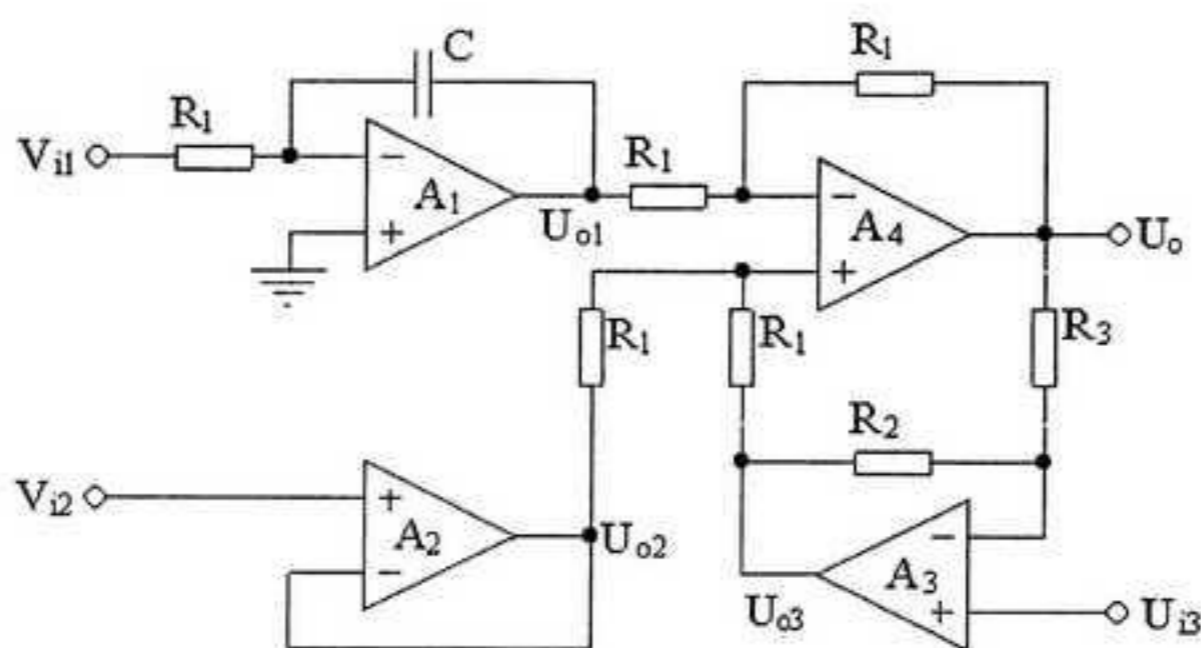 C
R₁
R₁
Vᵢ₁
−
A₁
+
Uₒ₁
R₁
−
A₄
+
Uₒ
R₁
R₁
R₃
R₂
Vᵢ₂
+
A₂
−
Uₒ₂
−
A₃
+
Uₒ₃
Uᵢ₃